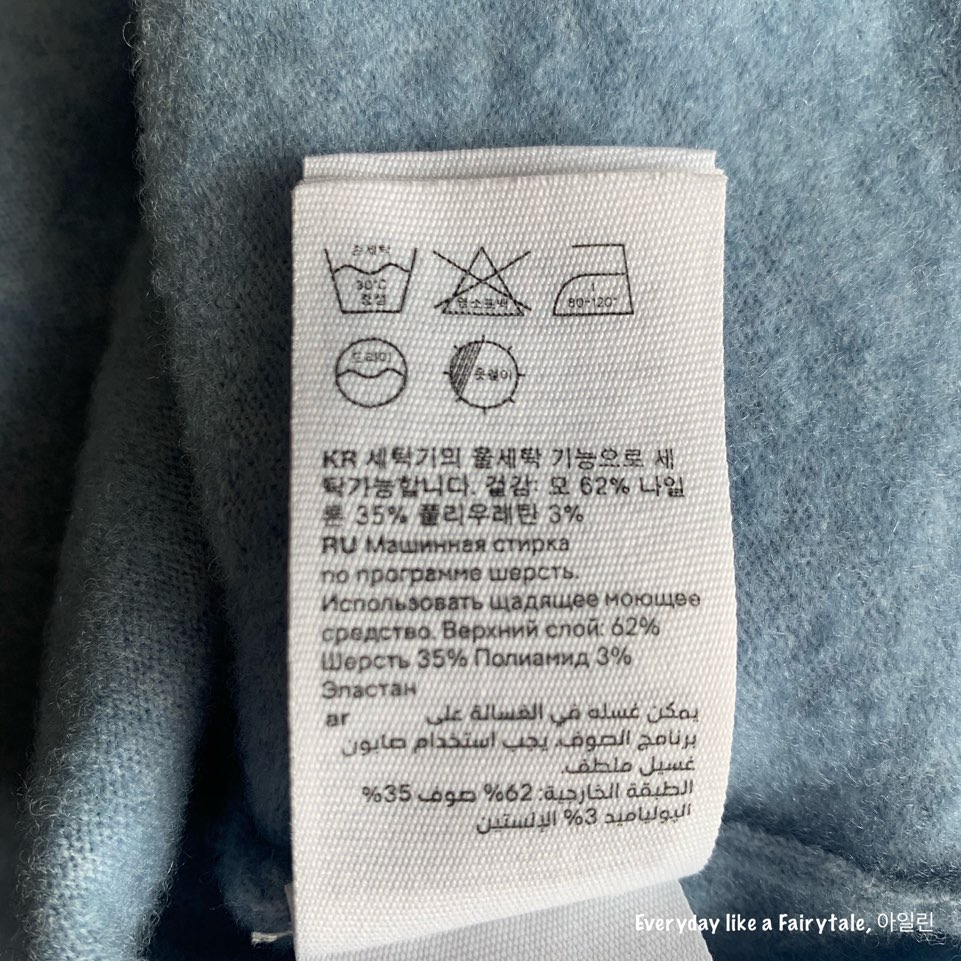 손세탁
30°C
중성
염소표백
80-120°
드라이
옷걸이
KR 세탁기의 울세탁 기능으로 세
탁가능합니다. 겉감: 모 62% 나일
론 35% 폴리우레탄 3%
RU Машинная стирка
по программе шерсть.
Использовать щадящее моющее
средство. Верхний слой: 62%
Шерсть 35% Полиамид 3%
Эластан
ar يمكن غسله في الغسالة على
برنامج الصوف. يجب استخدام صابون
غسيل ملطف.
الطبقة الخارجية: 62% صوف 35%
البولياميد 3% الإلستين
Everyday like a Fairytale, 아일린